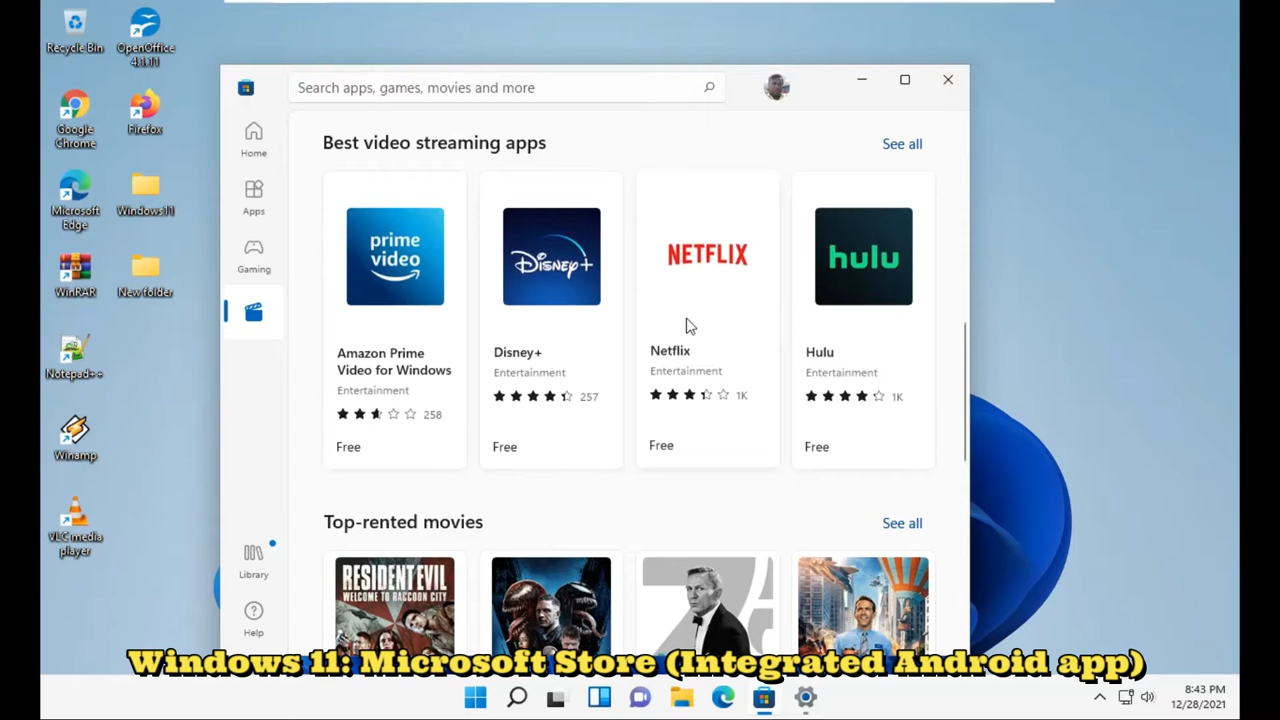 Recycle Bin
OpenOffice
4.1.11
Google
Chrome
Firefox
Microsoft
Edge
Windows11
WinRAR
New folder
Notepad++
Winamp
VLC media
player
Search apps, games, movies and more
Home
Apps
Gaming
Library
Help
Best video streaming apps
See all
prime
video
Disney+
NETFLIX
hulu
Amazon Prime
Video for Windows
Entertainment
258
Free
Disney+
Entertainment
257
Free
Netflix
Entertainment
1K
Free
Hulu
Entertainment
1K
Free
Top-rented movies
See all
RESIDENT EVIL
WELCOME TO RACCOON CITY
Windows 11: Microsoft Store (Integrated Android app)
8:43 PM
12/28/2021